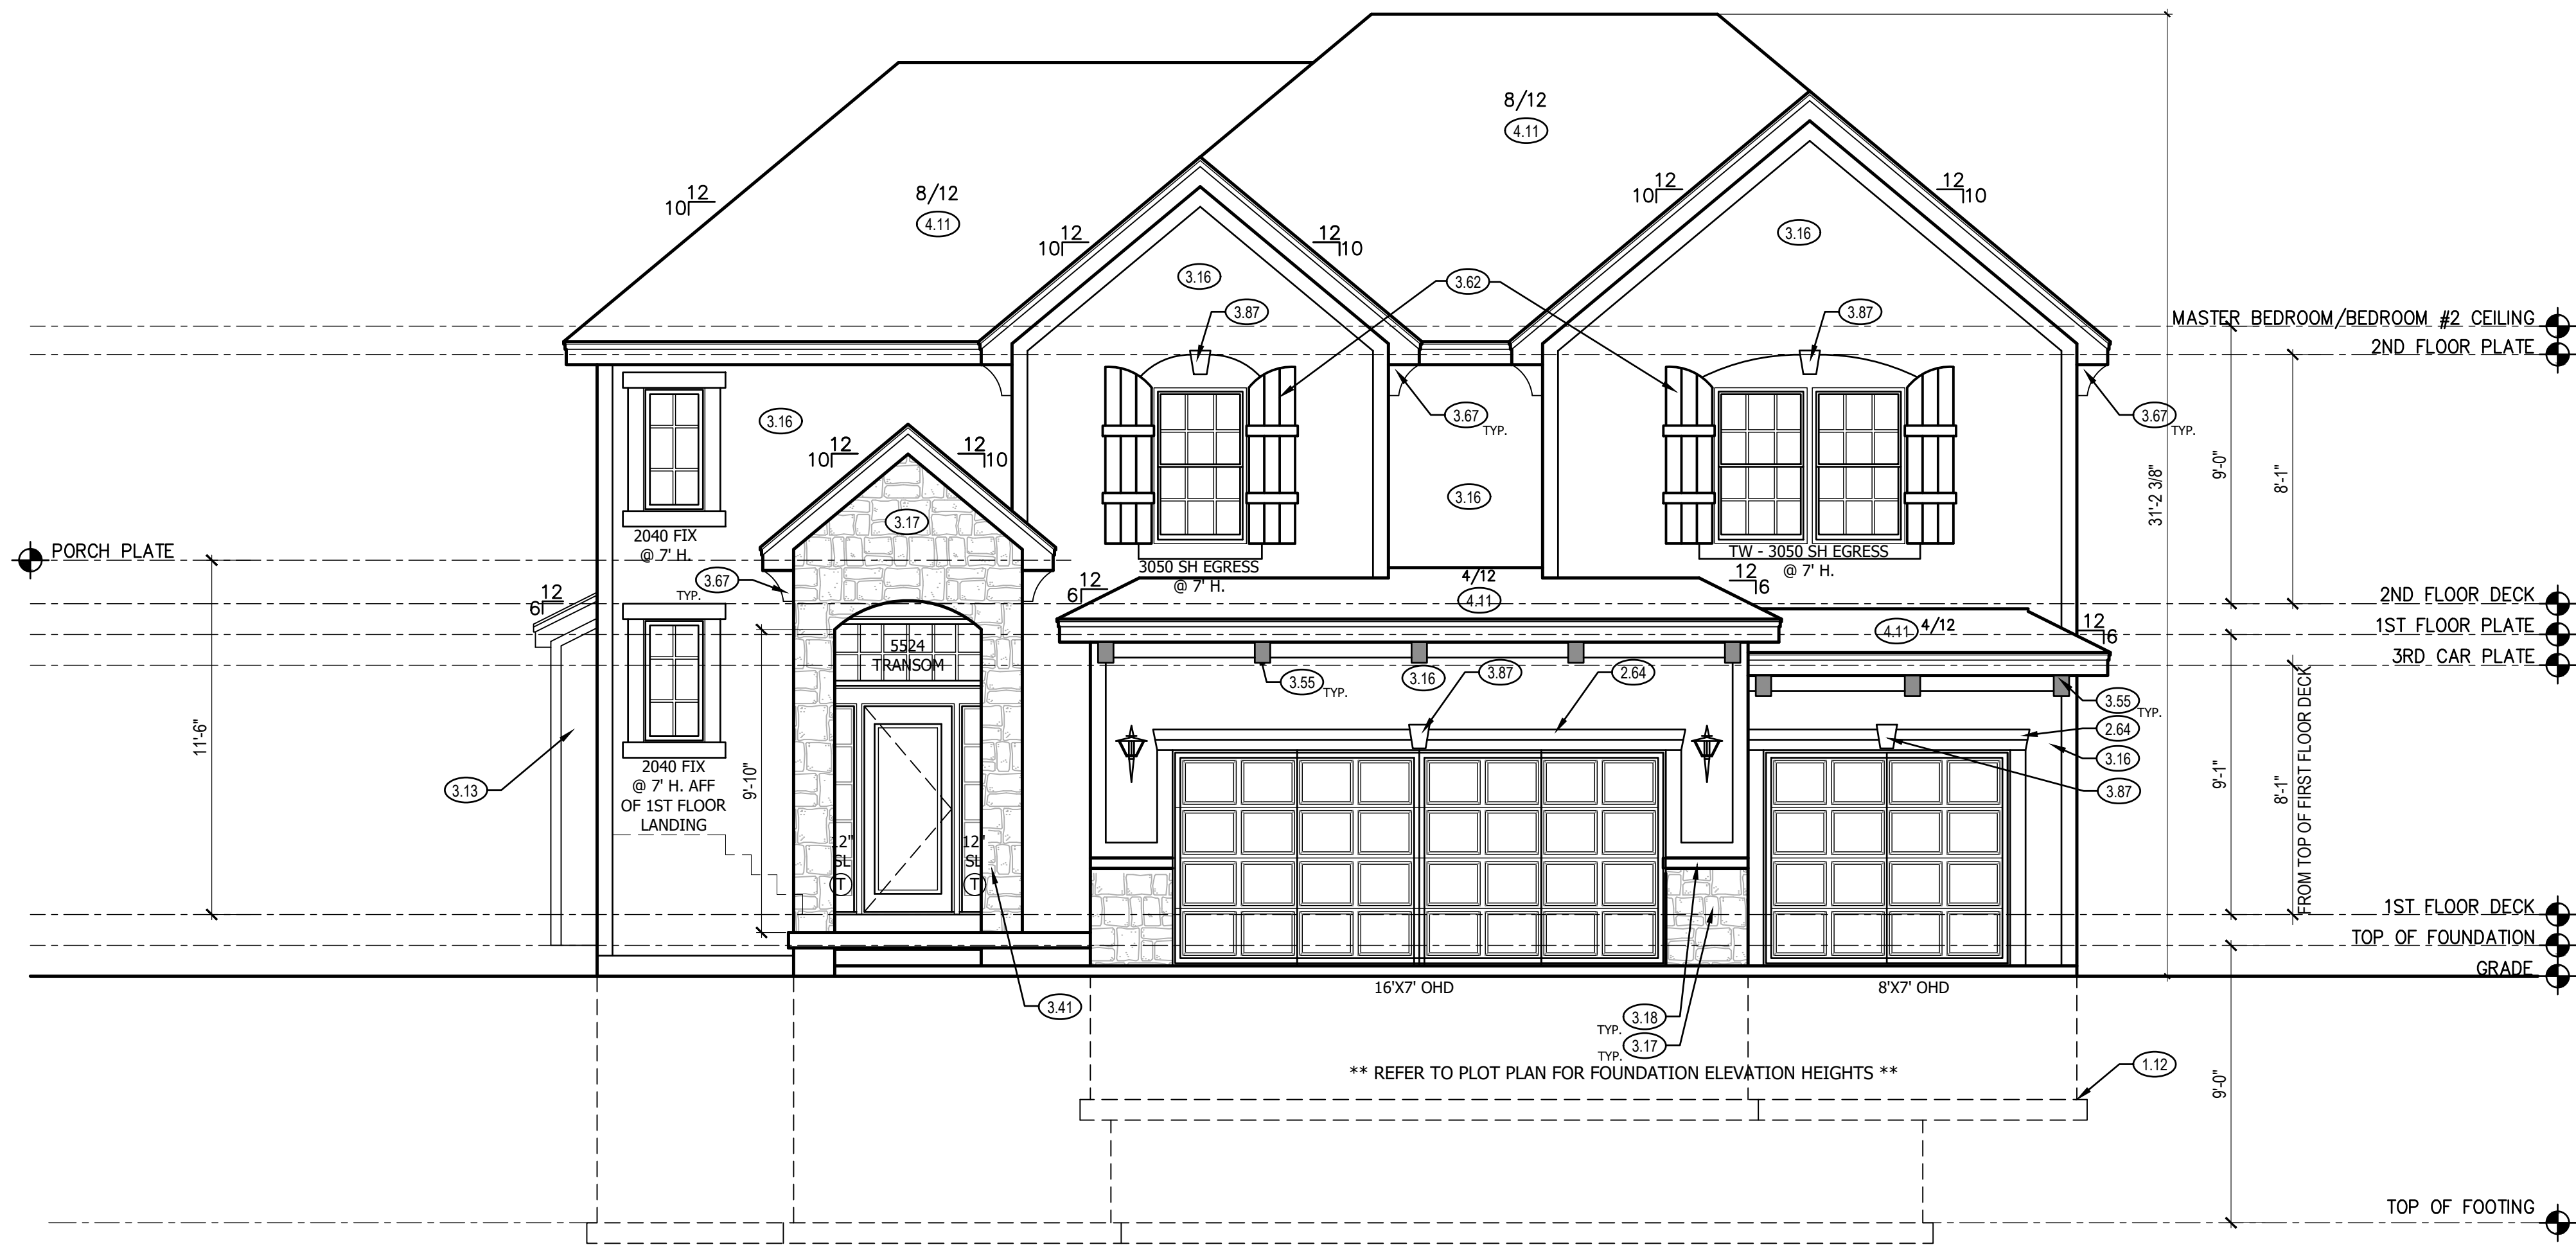 8/12
4.11
12
10
8/12
4.11
12
10
12
10
12
10
12
10
12
10
3.16
3.16
3.62
3.87
3.87
MASTER BEDROOM/BEDROOM #2 CEILING
2ND FLOOR PLATE
3.16
3.67
TYP.
3.67
TYP.
12
10
12
10
9'-0"
8'-1"
31'-2 3/8"
3.16
3.17
2040 FIX
@ 7' H.
PORCH PLATE
3050 SH EGRESS
@ 7' H.
TW - 3050 SH EGRESS
@ 7' H.
3.67
TYP.
12
6
12
6
4/12
4.11
12
6
2ND FLOOR DECK
1ST FLOOR PLATE
3RD CAR PLATE
4.11
4/12
12
6
5524
TRANSOM
3.55
TYP.
3.16
3.87
2.64
3.55
TYP.
2.64
3.16
3.87
11'-6"
3.13
2040 FIX
@ 7' H. AFF
OF 1ST FLOOR
LANDING
9'-10"
12"
SL
T
12"
SL
T
9'-1"
8'-1"
FROM TOP OF FIRST FLOOR DECK
1ST FLOOR DECK
TOP OF FOUNDATION
GRADE
16'X7' OHD
8'X7' OHD
3.41
TYP.
3.18
TYP.
3.17
** REFER TO PLOT PLAN FOR FOUNDATION ELEVATION HEIGHTS **
1.12
9'-0"
TOP OF FOOTING